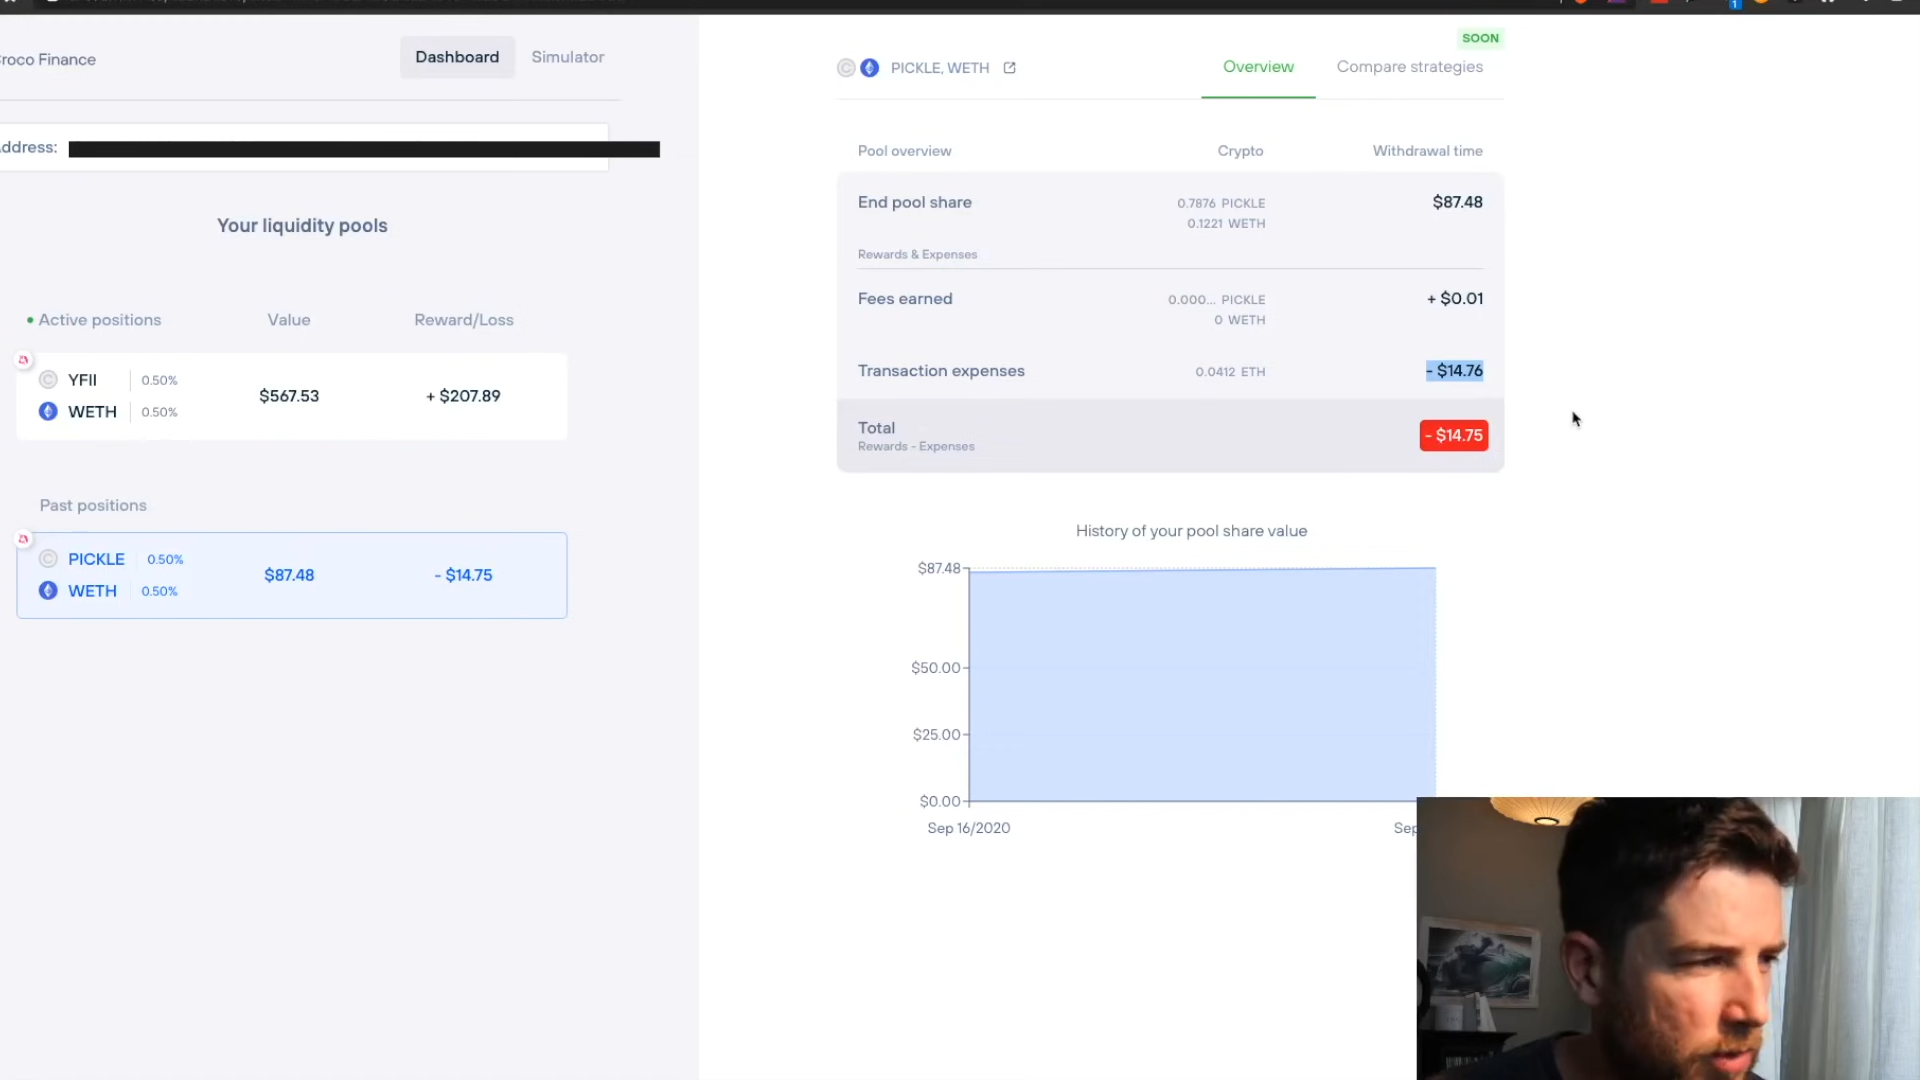 roco Finance
Dashboard
Simulator
ddress:
Your liquidity pools
Active positions
Value
Reward/Loss
YFII
0.50%
WETH
0.50%
$567.53
+ $207.89
Past positions
PICKLE
0.50%
WETH
0.50%
$87.48
- $14.75
PICKLE, WETH
Overview
SOON
Compare strategies
Pool overview
Crypto
Withdrawal time
End pool share
0.7876 PICKLE
0.1221 WETH
$87.48
Rewards & Expenses
Fees earned
0.000... PICKLE
0 WETH
+ $0.01
Transaction expenses
0.0412 ETH
- $14.76
Total
Rewards - Expenses
- $14.75
History of your pool share value
$87.48
$50.00
$25.00
$0.00
Sep 16/2020
Sep